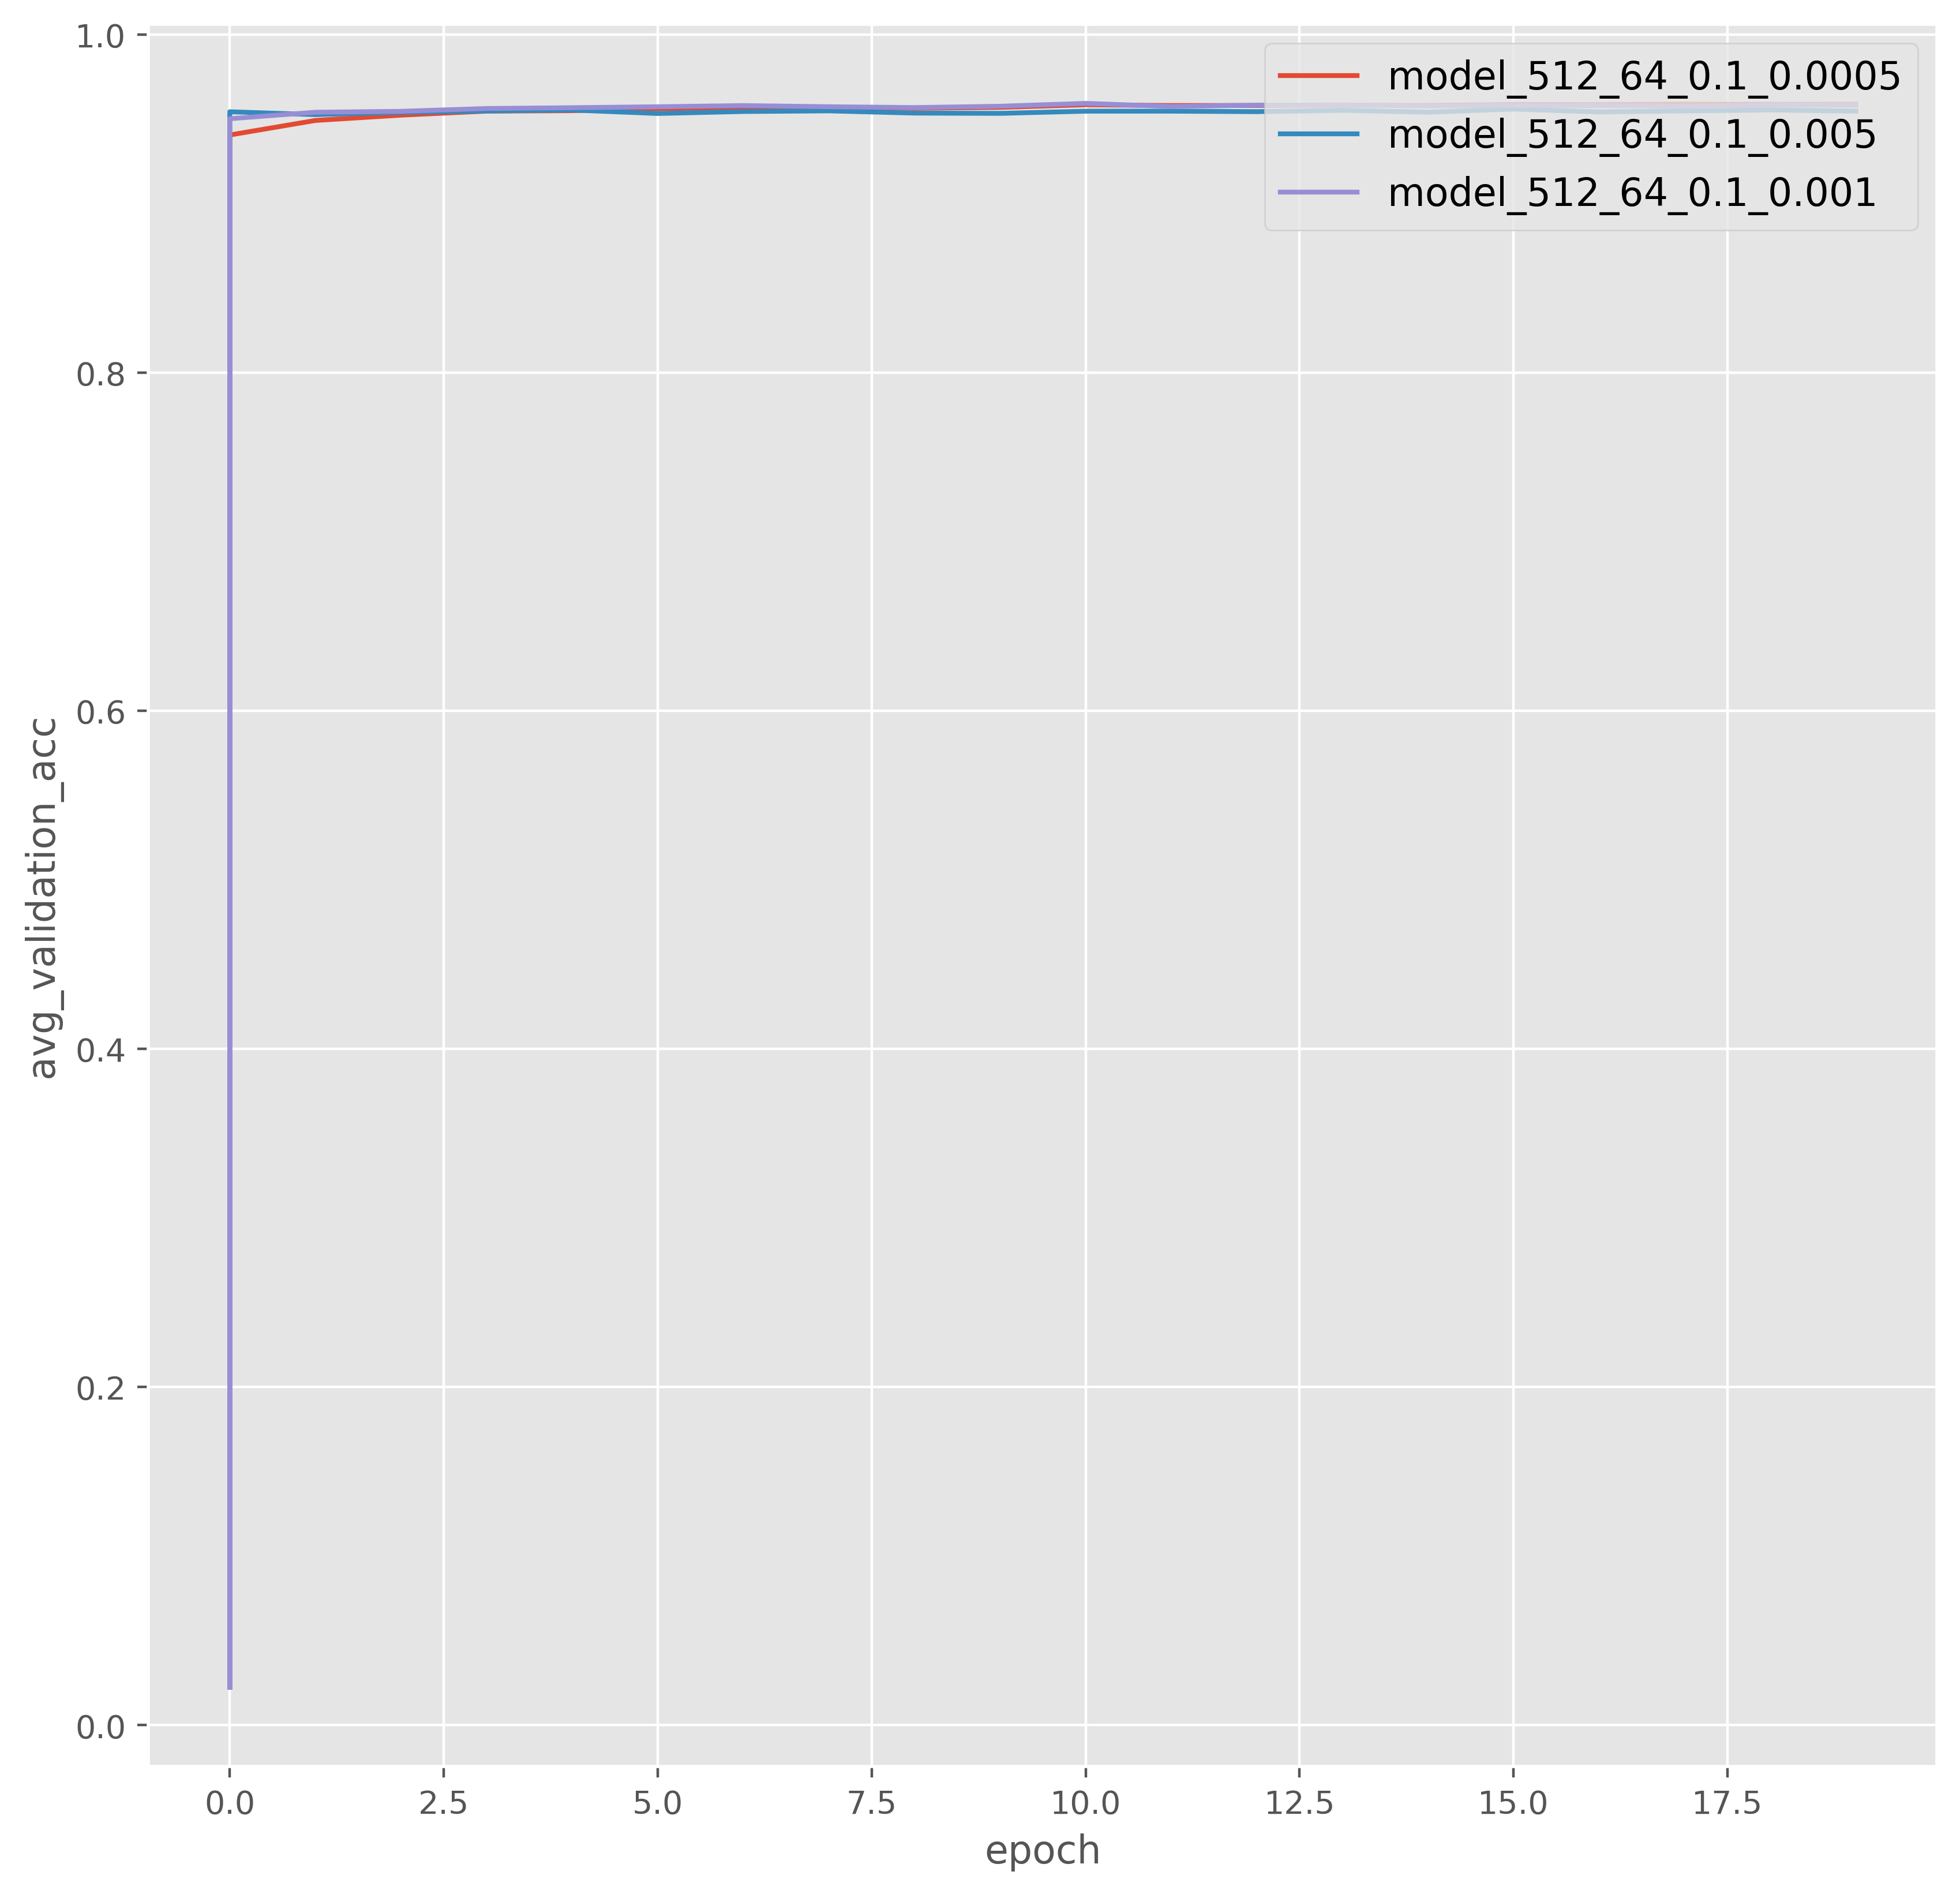 1.0
0.8
0.6
0.4
0.2
0.0
avg_validation_acc
model_512_64_0.1_0.0005
model_512_64_0.1_0.005
model_512_64_0.1_0.001
0.0 2.5 5.0 7.5 10.0 12.5 15.0 17.5
epoch